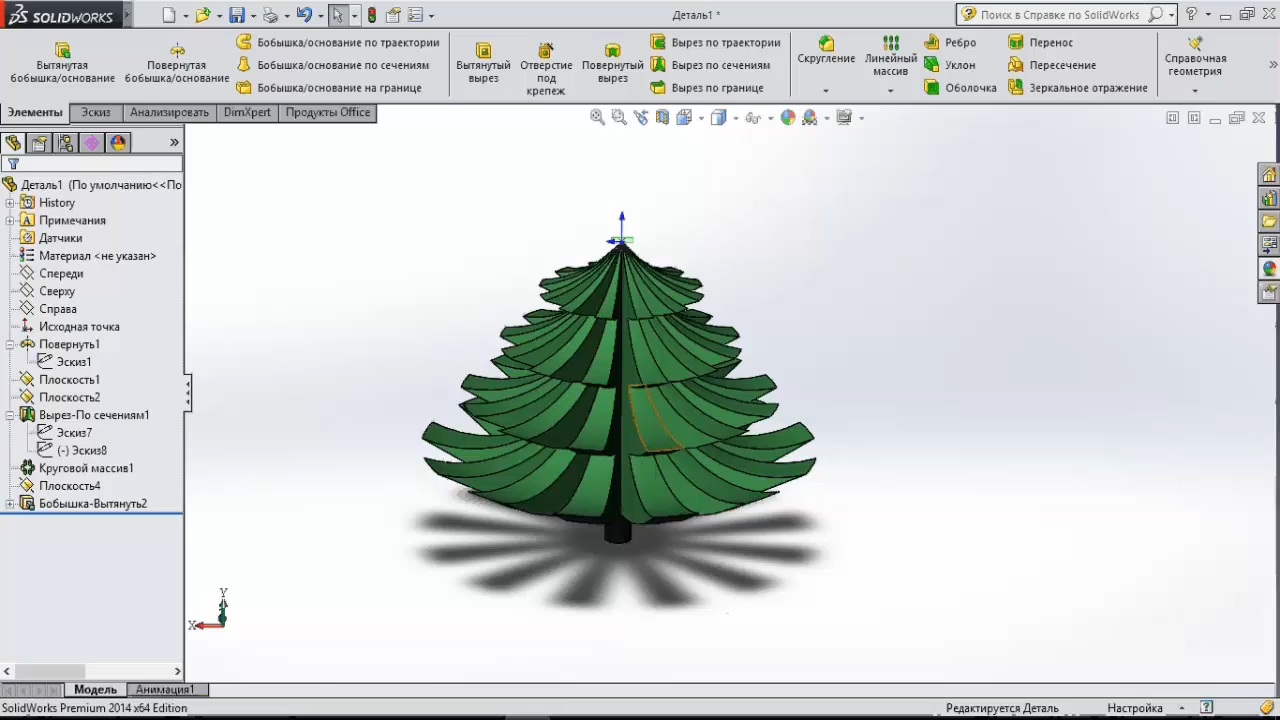 SOLIDWORKS
Деталь1 *
Поиск в Справке по SolidWorks
Вытянутая
бобышка/основание
Повернутая
бобышка/основание
Бобышка/основание по траектории
Бобышка/основание по сечениям
Бобышка/основание на границе
Вытянутый
вырез
Отверстие
под
крепеж
Повернутый
вырез
Вырез по траектории
Вырез по сечениям
Вырез по границе
Скругление
Линейный
массив
Ребро
Уклон
Оболочка
Перенос
Пересечение
Зеркальное отражение
Справочная
геометрия
Элементы
Эскиз
Анализировать
DimXpert
Продукты Office
Деталь1 (По умолчанию<<По
History
Примечания
Датчики
Материал <не указан>
Спереди
Сверху
Справа
Исходная точка
Повернуть1
Эскиз1
Плоскость1
Плоскость2
Вырез-По сечениям1
Эскиз7
(-) Эскиз8
Круговой массив1
Плоскость4
Бобышка-Вытянуть2
Y
X
Модель
Анимация1
SolidWorks Premium 2014 x64 Edition
Редактируется Деталь
Настройка